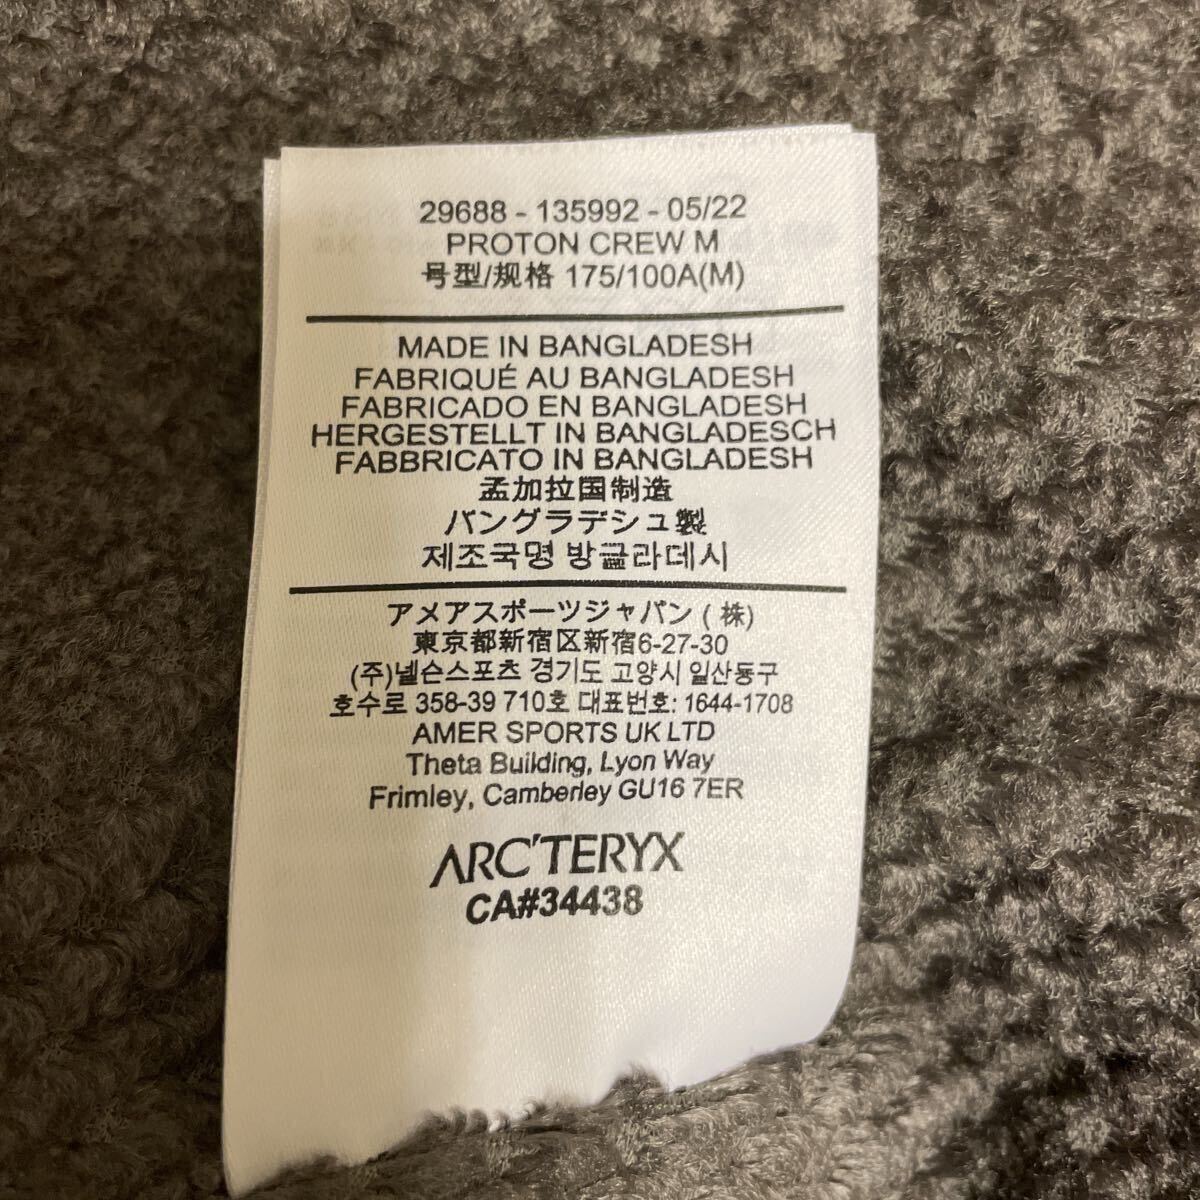 29688 - 135992 - 05/22
PROTON CREW M
号型/规格 175/100A(M)
MADE IN BANGLADESH
FABRIQUÉ AU BANGLADESH
FABRICADO EN BANGLADESH
HERGESTELLT IN BANGLADESCH
FABBRICATO IN BANGLADESH
孟加拉国制造
バングラデシュ製
제조국명 방글라데시
アメアスポーツジャパン ( 株)
東京都新宿区新宿6-27-30
(주)넬슨스포츠 경기도 고양시 일산동구
호수로 358-39 710호 대표번호: 1644-1708
AMER SPORTS UK LTD
Theta Building, Lyon Way
Frimley, Camberley GU16 7ER
ARC'TERYX
CA#34438